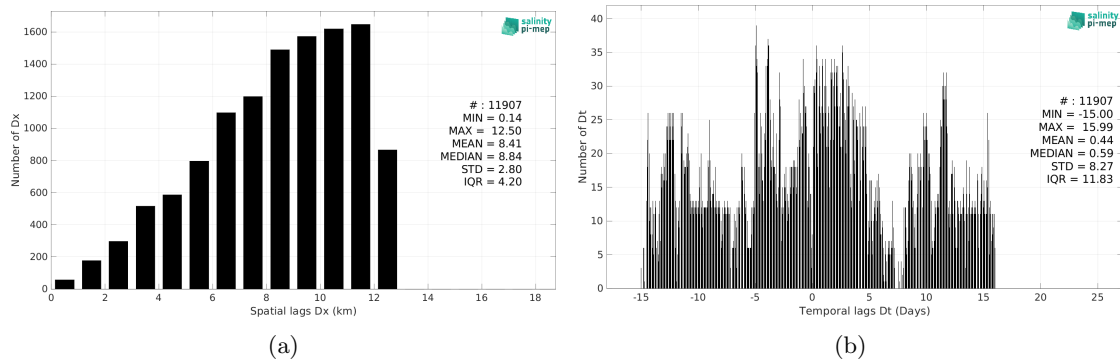 1600
1400
1200
1000
800
600
400
200
0
Number of Dx
0 2 4 6 8 10 12 14 16 18
Spatial lags Dx (km)
salinity
pi-mep
# : 11907
MIN = 0.14
MAX = 12.50
MEAN = 8.41
MEDIAN = 8.84
STD = 2.80
IQR = 4.20
(a)
40
35
30
25
20
15
10
5
0
Number of Dt
-15 -10 -5 0 5 10 15 20 25
Temporal lags Dt (Days)
salinity
pi-mep
# : 11907
MIN = -15.00
MAX = 15.99
MEAN = 0.44
MEDIAN = 0.59
STD = 8.27
IQR = 11.83
(b)